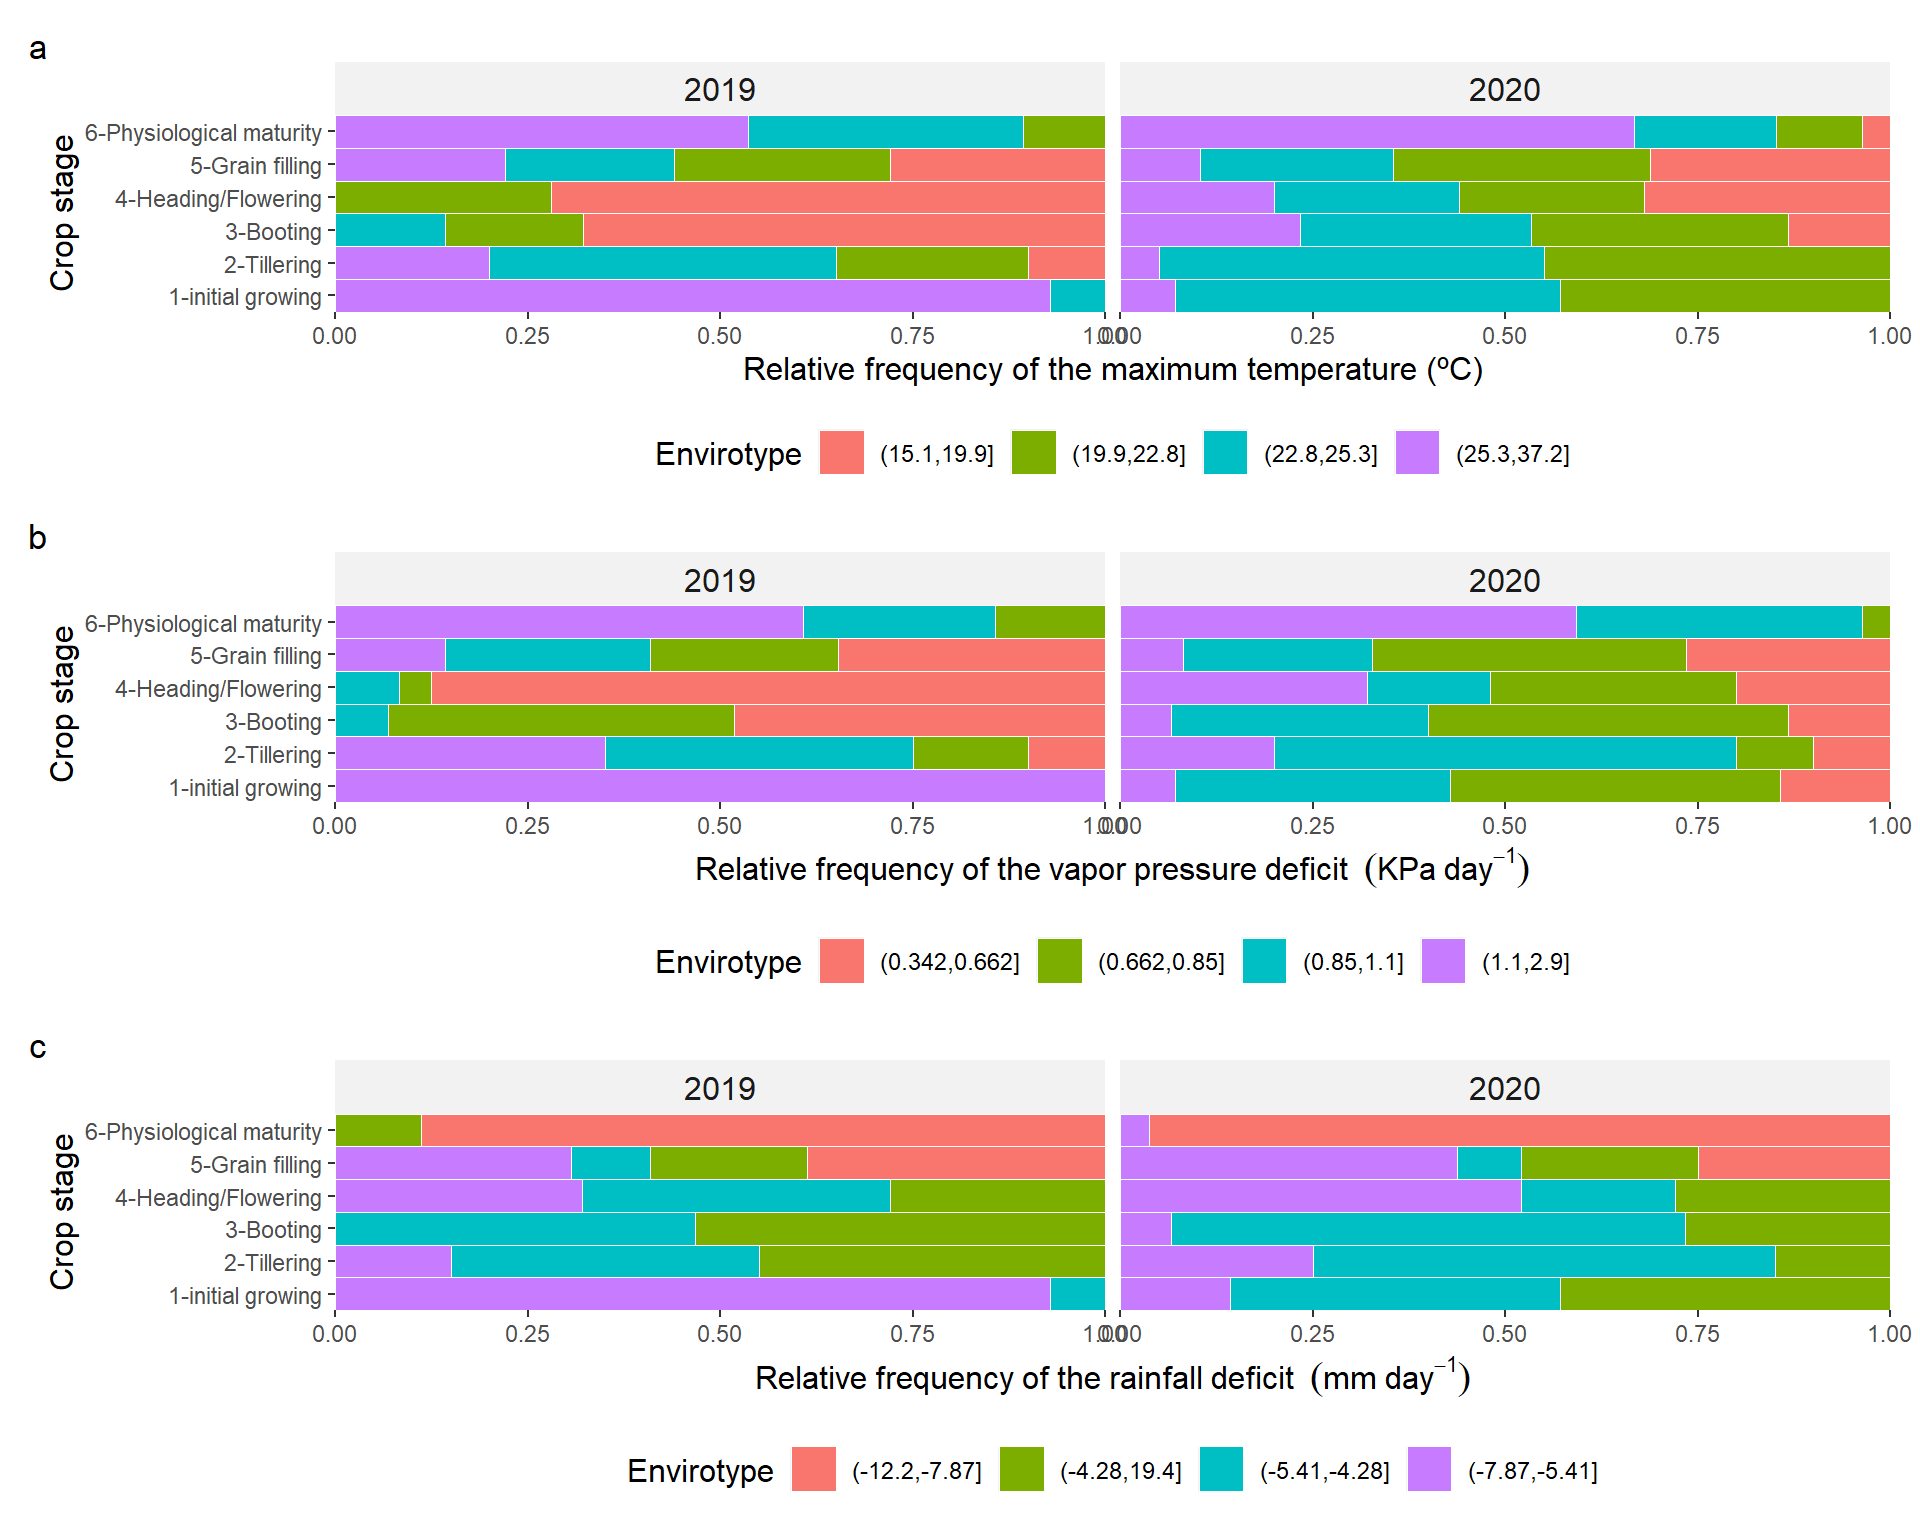 a
2019 2020
6-Physiological maturity
5-Grain filling
4-Heading/Flowering
3-Booting
2-Tillering
1-initial growing
Crop stage
0.00 0.25 0.50 0.75 1.00 0.00 0.25 0.50 0.75 1.00
Relative frequency of the maximum temperature (ºC)
Envirotype (15.1,19.9] (19.9,22.8] (22.8,25.3] (25.3,37.2]
b
2019 2020
6-Physiological maturity
5-Grain filling
4-Heading/Flowering
3-Booting
2-Tillering
1-initial growing
Crop stage
0.00 0.25 0.50 0.75 1.00 0.00 0.25 0.50 0.75 1.00
Relative frequency of the vapor pressure deficit (KPa day⁻¹)
Envirotype (0.342,0.662] (0.662,0.85] (0.85,1.1] (1.1,2.9]
c
2019 2020
6-Physiological maturity
5-Grain filling
4-Heading/Flowering
3-Booting
2-Tillering
1-initial growing
Crop stage
0.00 0.25 0.50 0.75 1.00 0.00 0.25 0.50 0.75 1.00
Relative frequency of the rainfall deficit (mm day⁻¹)
Envirotype (-12.2,-7.87] (-4.28,19.4] (-5.41,-4.28] (-7.87,-5.41]